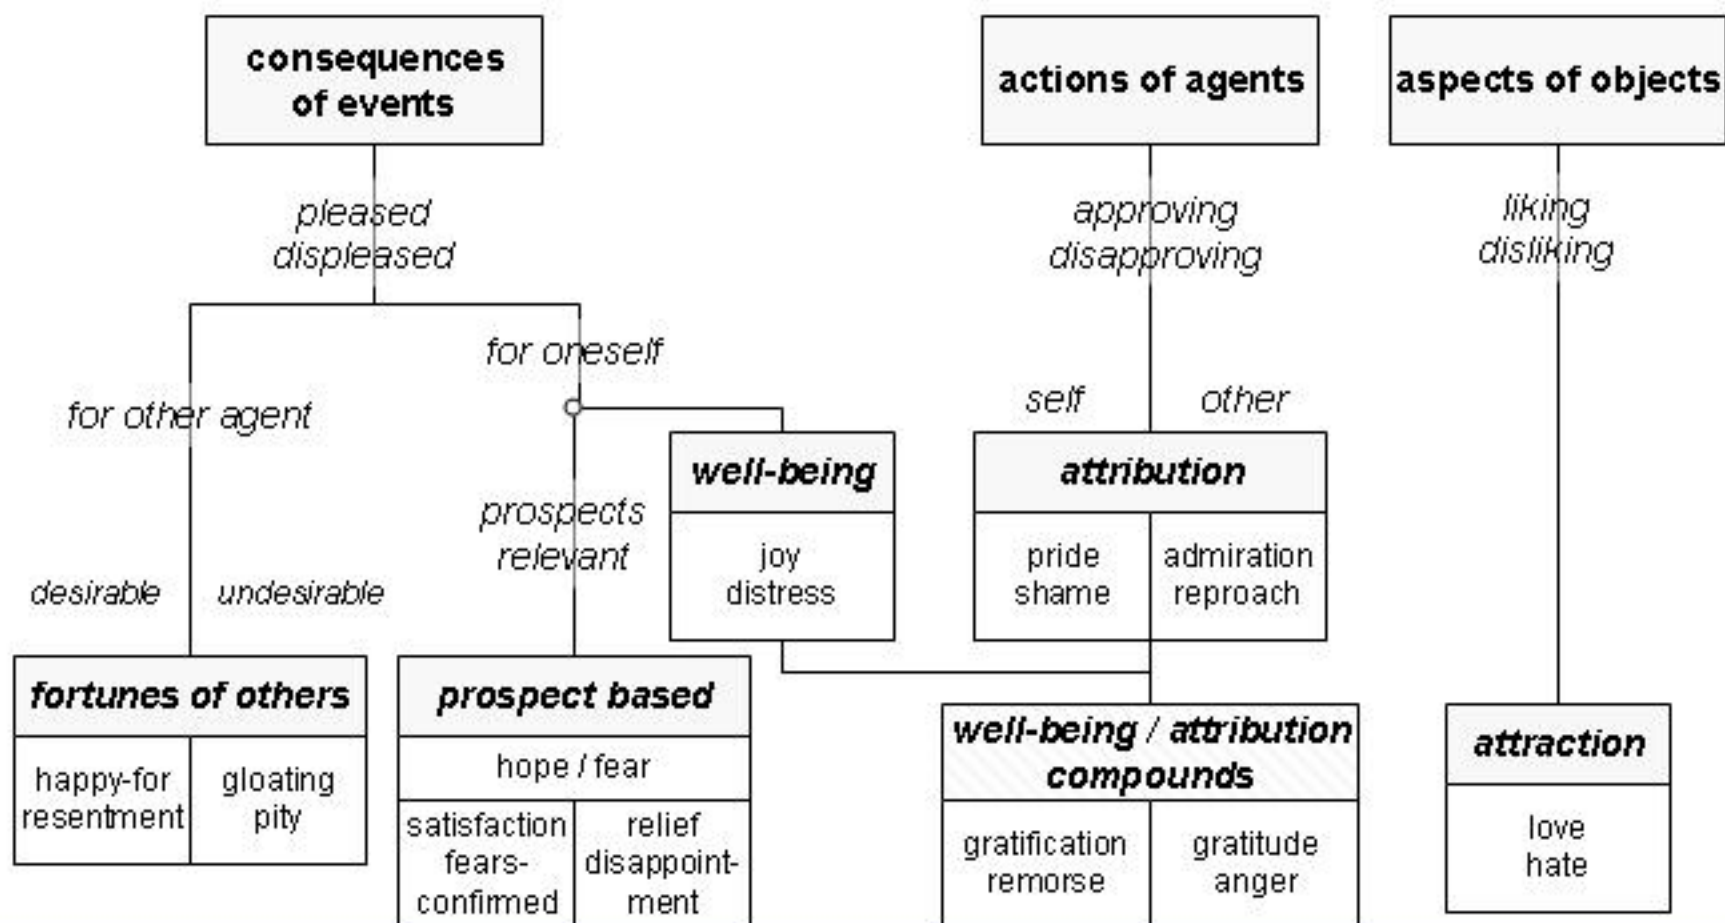 consequences
of events
actions of agents
aspects of objects
pleased
displeased
approving
disapproving
liking
disliking
for oneself
for other agent
self
other
well-being
joy
distress
attribution
pride
shame
admiration
reproach
prospects
relevant
desirable
undesirable
fortunes of others
happy-for
resentment
gloating
pity
prospect based
hope / fear
satisfaction
fears-
confirmed
relief
disappoint-
ment
well-being / attribution
compounds
gratification
remorse
gratitude
anger
attraction
love
hate